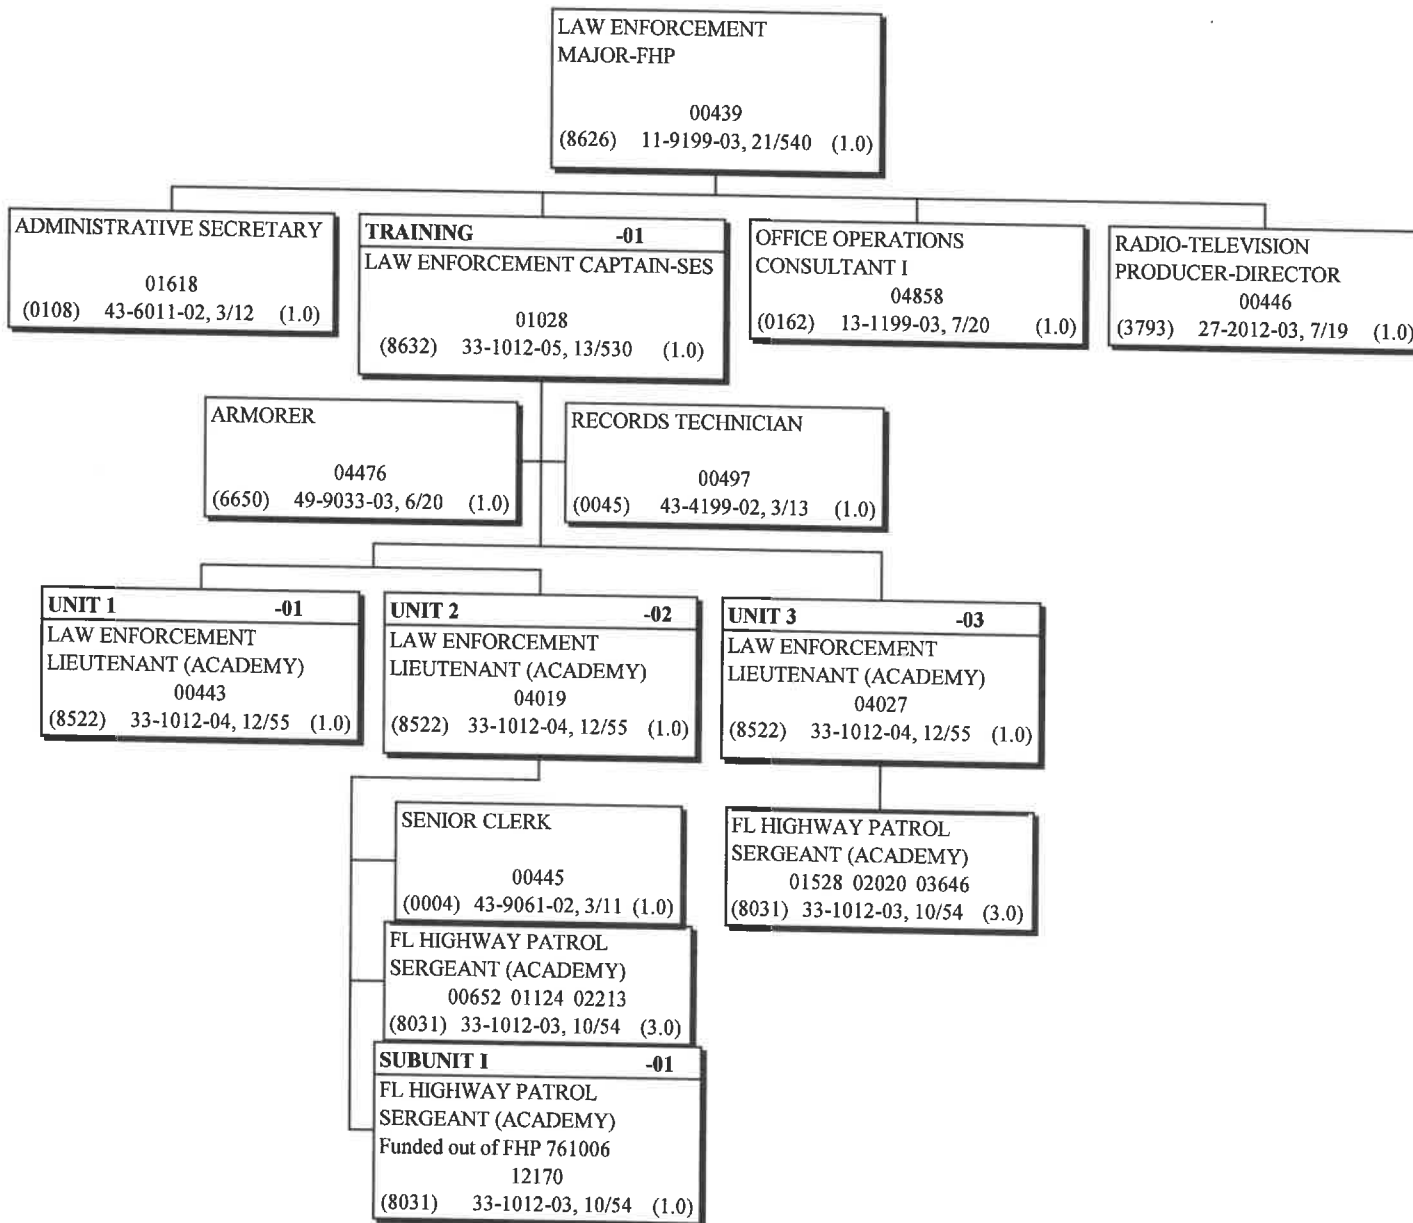 LAW ENFORCEMENT
MAJOR-FHP
00439
(8626) 11-9199-03, 21/540 (1.0)
ADMINISTRATIVE SECRETARY
01618
(0108) 43-6011-02, 3/12 (1.0)
TRAINING -01
LAW ENFORCEMENT CAPTAIN-SES
01028
(8632) 33-1012-05, 13/530 (1.0)
OFFICE OPERATIONS
CONSULTANT I
04858
(0162) 13-1199-03, 7/20 (1.0)
RADIO-TELEVISION
PRODUCER-DIRECTOR
00446
(3793) 27-2012-03, 7/19 (1.0)
ARMORER
04476
(6650) 49-9033-03, 6/20 (1.0)
RECORDS TECHNICIAN
00497
(0045) 43-4199-02, 3/13 (1.0)
UNIT 1 -01
LAW ENFORCEMENT
LIEUTENANT (ACADEMY)
00443
(8522) 33-1012-04, 12/55 (1.0)
UNIT 2 -02
LAW ENFORCEMENT
LIEUTENANT (ACADEMY)
04019
(8522) 33-1012-04, 12/55 (1.0)
UNIT 3 -03
LAW ENFORCEMENT
LIEUTENANT (ACADEMY)
04027
(8522) 33-1012-04, 12/55 (1.0)
SENIOR CLERK
00445
(0004) 43-9061-02, 3/11 (1.0)
FL HIGHWAY PATROL
SERGEANT (ACADEMY)
01528 02020 03646
(8031) 33-1012-03, 10/54 (3.0)
FL HIGHWAY PATROL
SERGEANT (ACADEMY)
00652 01124 02213
(8031) 33-1012-03, 10/54 (3.0)
SUBUNIT 1 -01
FL HIGHWAY PATROL
SERGEANT (ACADEMY)
Funded out of FHP 761006
12170
(8031) 33-1012-03, 10/54 (1.0)